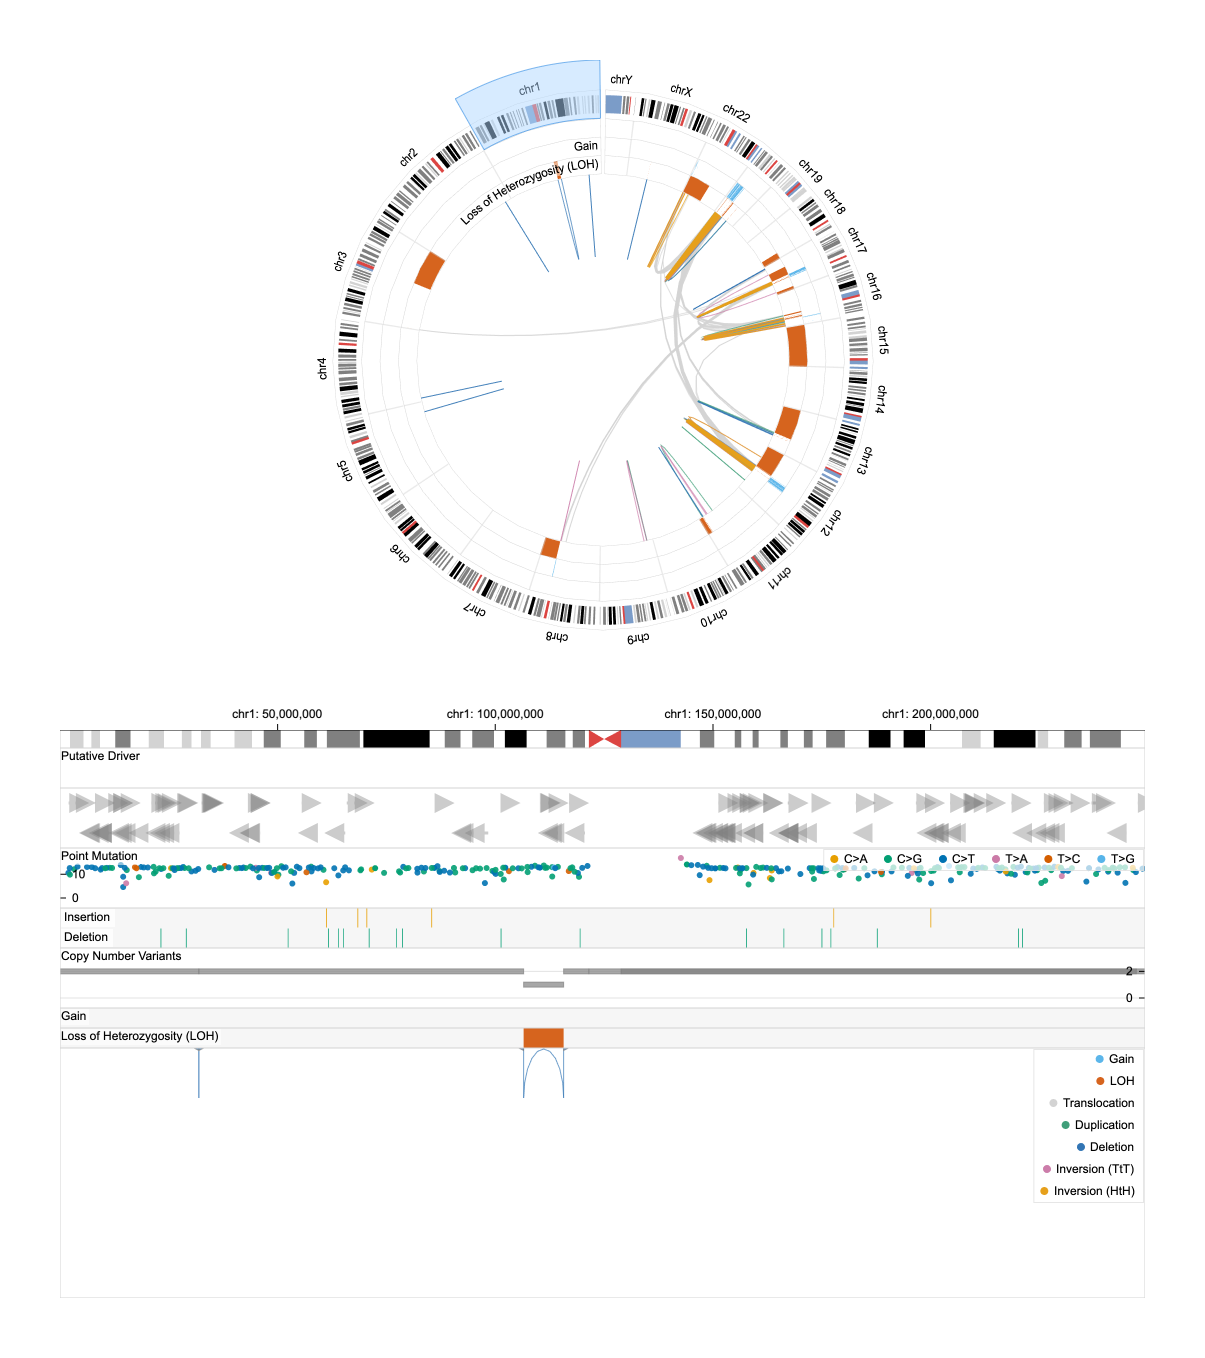 chr1
chrY
chrX
chr22
chr19
chr18
chr17
chr16
chr15
chr14
chr13
chr12
chr11
chr10
chr9
chr8
chr7
chr6
chr5
chr4
chr3
chr2
Gain
Loss of Heterozygosity (LOH)
chr1: 50,000,000 chr1: 100,000,000 chr1: 150,000,000 chr1: 200,000,000
Putative Driver
Point Mutation
C>A C>G C>T T>A T>C T>G
10
0
Insertion
Deletion
Copy Number Variants
2
0
Gain
Loss of Heterozygosity (LOH)
Gain
LOH
Translocation
Duplication
Deletion
Inversion (TtT)
Inversion (HtH)